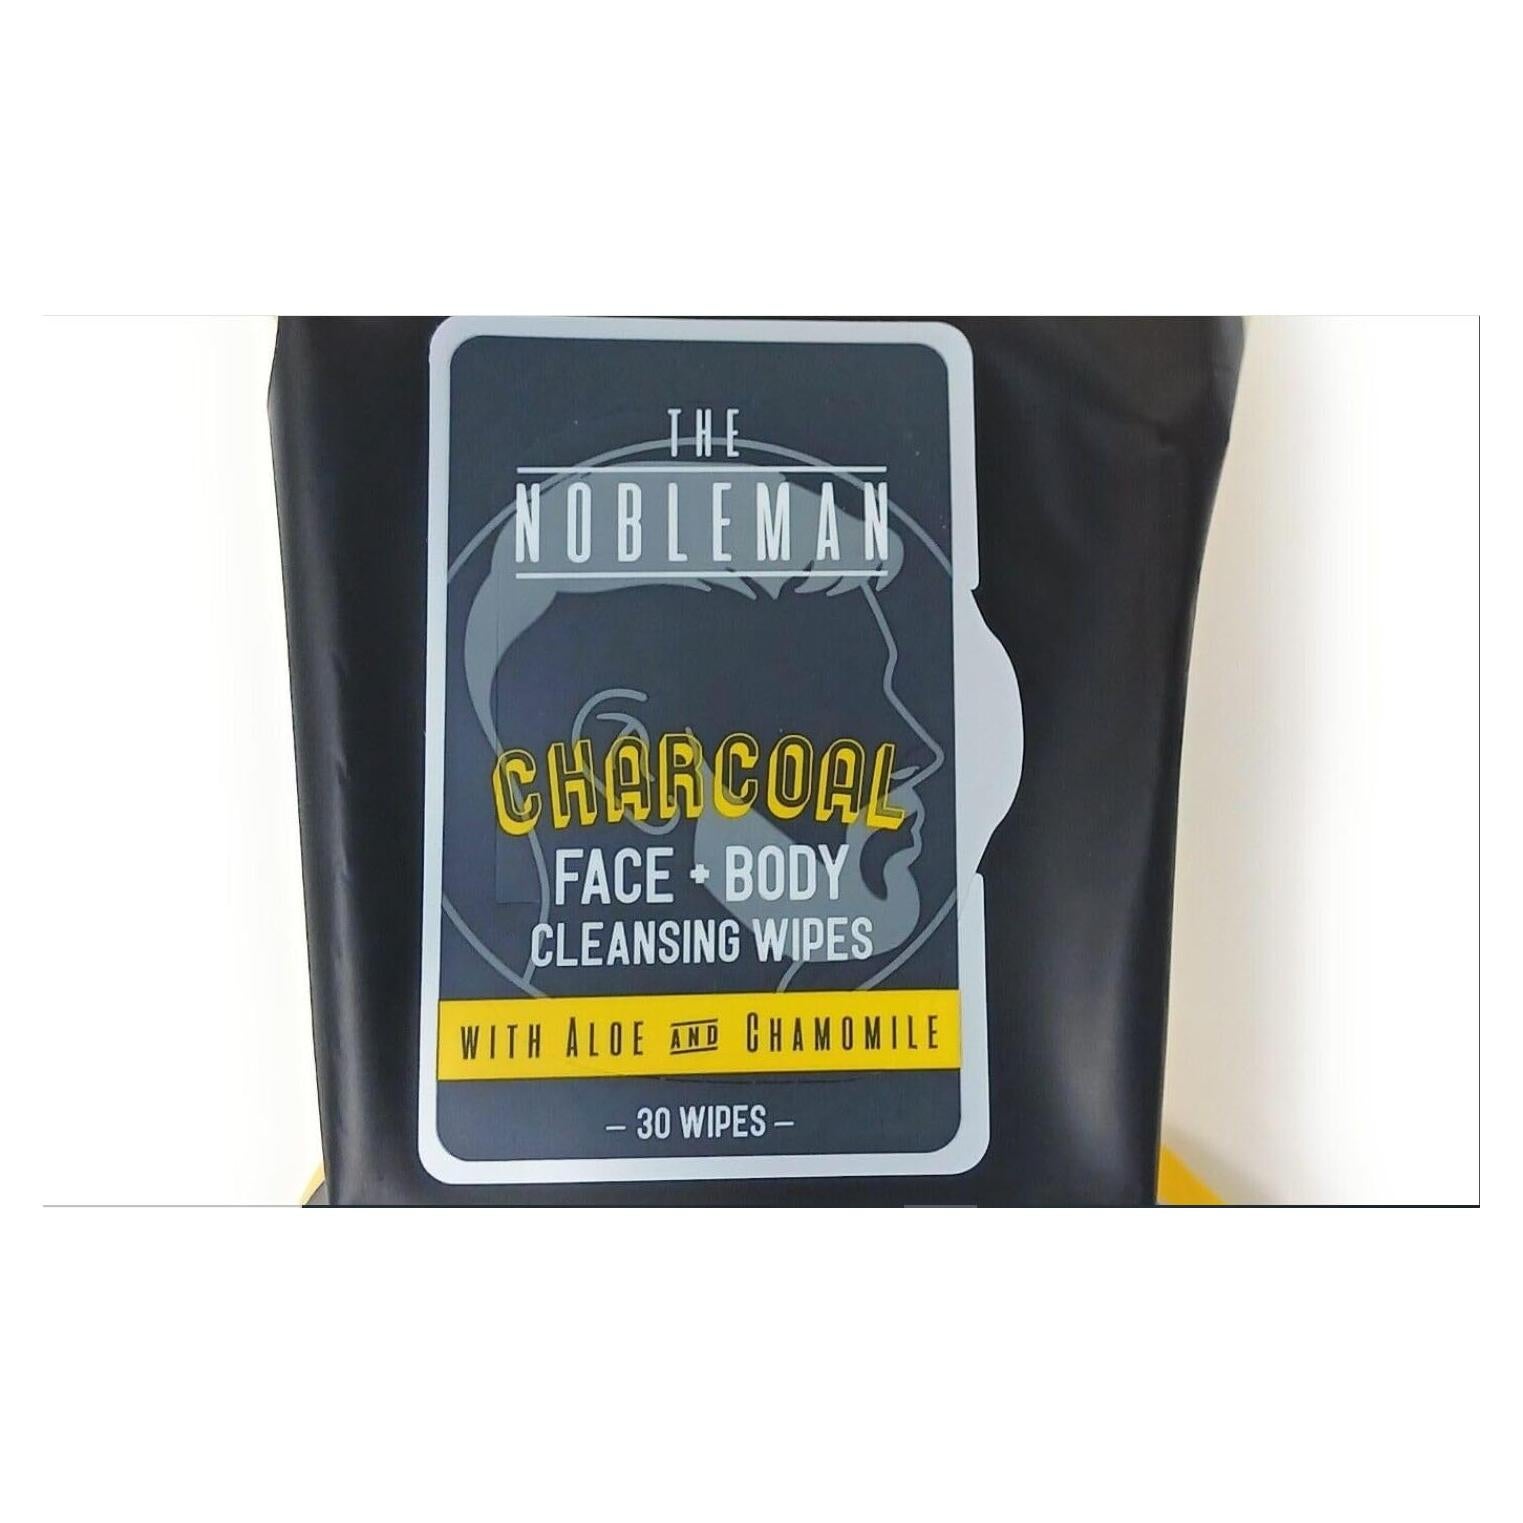 THE
NOBLEMAN
CHARCOAL
FACE + BODY
CLEANSING WIPES
WITH ALOE AND CHAMOMILE
– 30 WIPES –